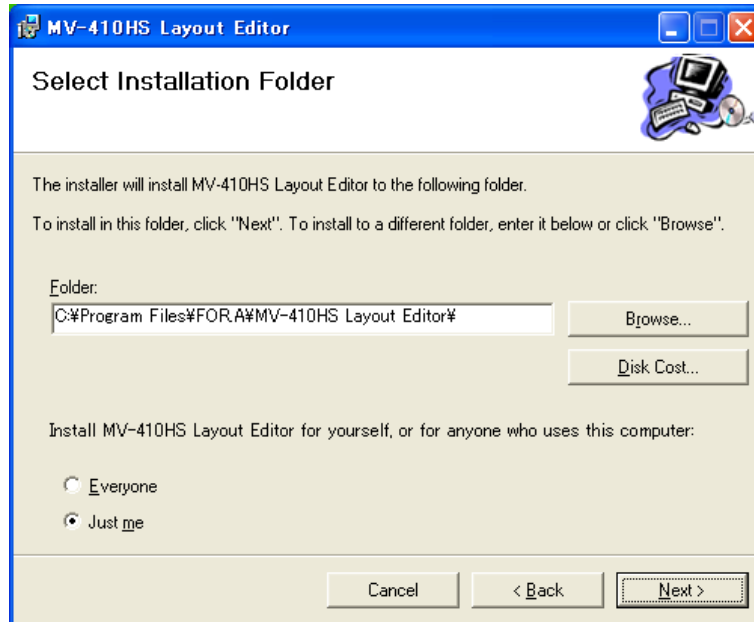 MV-410HS Layout Editor
Select Installation Folder
The installer will install MV-410HS Layout Editor to the following folder.
To install in this folder, click "Next". To install to a different folder, enter it below or click "Browse".
Folder:
C:¥Program Files¥FOR.A¥MV-410HS Layout Editor¥
Browse...
Disk Cost...
Install MV-410HS Layout Editor for yourself, or for anyone who uses this computer:
Everyone
Just me
Cancel
< Back
Next >